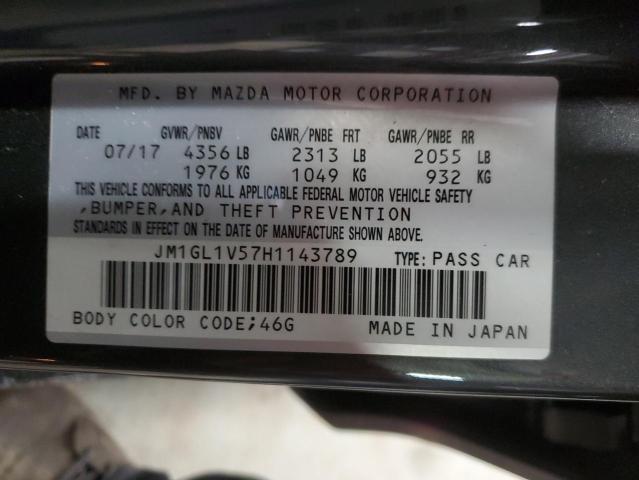 MFD. BY MAZDA MOTOR CORPORATION
DATE GVWR/PNBV GAWR/PNBE FRT GAWR/PNBE RR
07/17 4356 LB 2313 LB 2055 LB
1976 KG 1049 KG 932 KG
THIS VEHICLE CONFORMS TO ALL APPLICABLE FEDERAL MOTOR VEHICLE SAFETY
,BUMPER,AND THEFT PREVENTION
STANDARDS IN EFFECT ON THE DATE OF MANUFACTURE SHOWN ABOVE.
JM1GL1V57H1143789 TYPE: PASS CAR
BODY COLOR CODE;46G MADE IN JAPAN